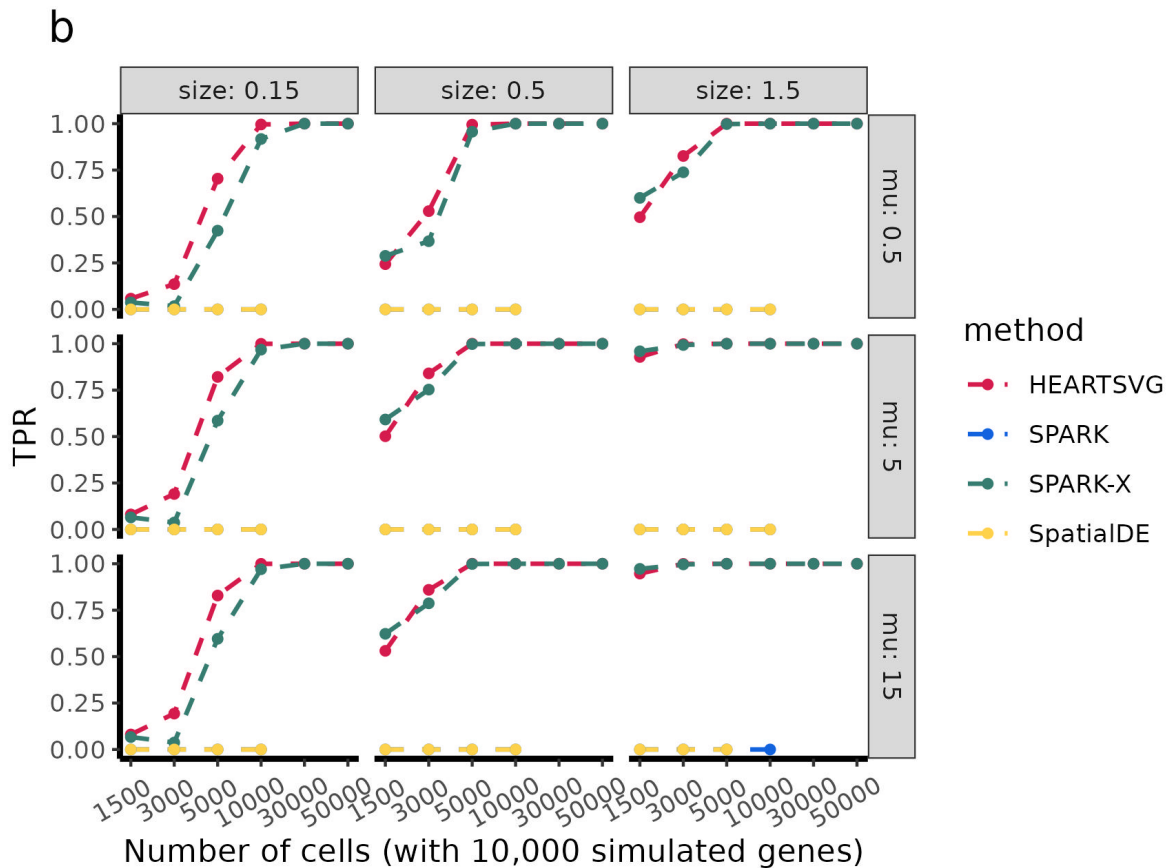 b
size: 0.15 size: 0.5 size: 1.5
1.00
0.75
0.50
0.25
0.00
mu: 0.5
1.00
0.75
0.50
0.25
0.00
mu: 5
1.00
0.75
0.50
0.25
0.00
mu: 15
TPR
1500 3000 5000 10000 30000 50000 1500 3000 5000 10000 30000 50000 1500 3000 5000 10000 30000 50000
Number of cells (with 10,000 simulated genes)
method
HEARTSVG
SPARK
SPARK-X
SpatialDE